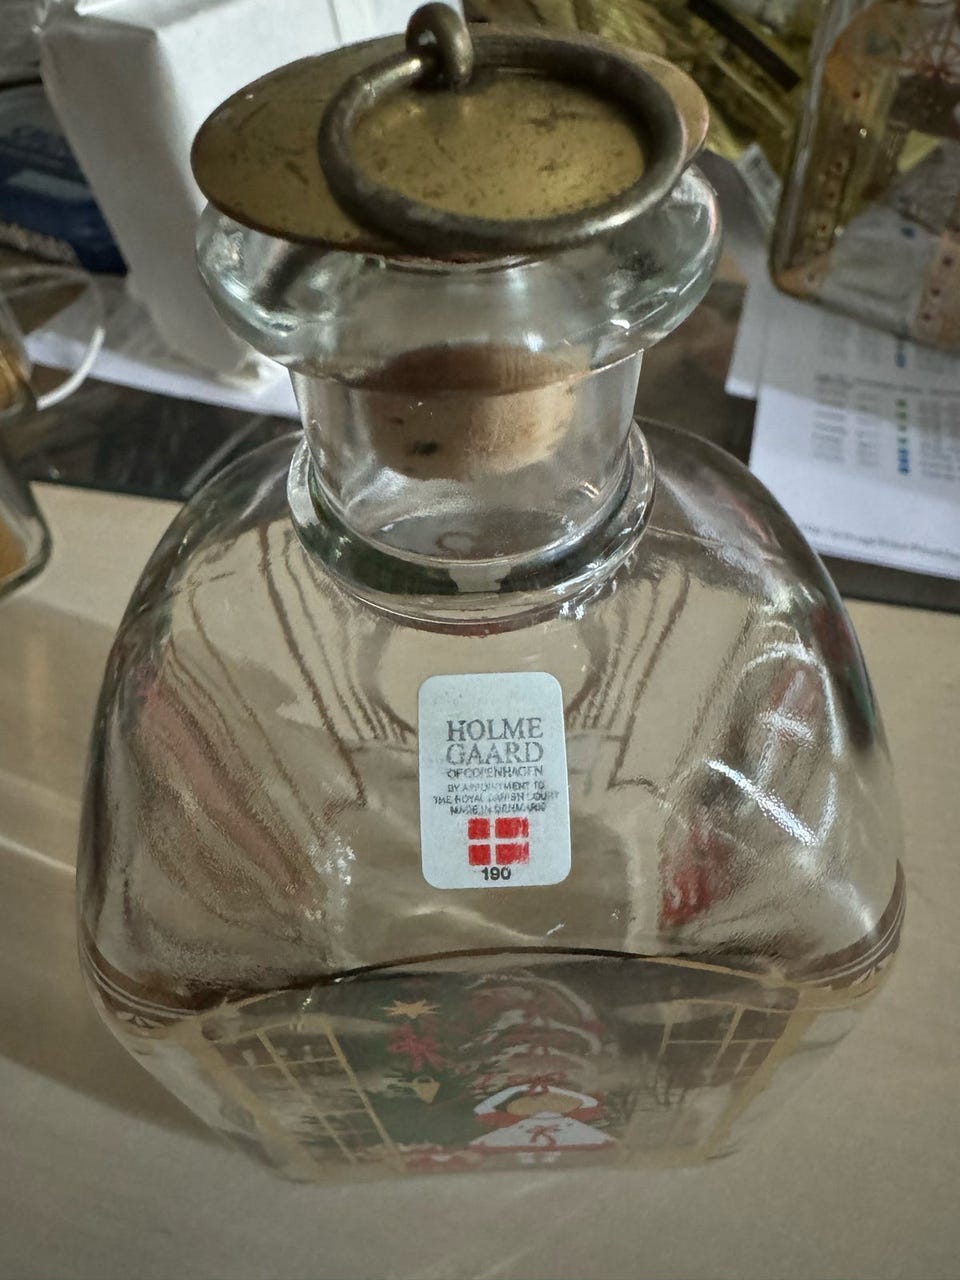 HOLME
GAARD
OF COPENHAGEN
BY APPOINTMENT TO
THE ROYAL DANISH COURT
MADE IN DENMARK
190